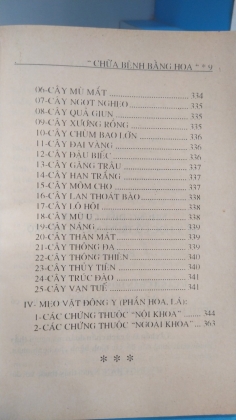 “ CHỮA BỆNH BẰNG HOA ” * 9
06-CÂY MÙ MẮT 334
07-CÂY NGỌT NGHẸO 335
08-CÂY QUẢ GIUN 335
09-CÂY XƯƠNG RỒNG 335
10-CÂY CHÙM BAO LỚN 336
11-CÂY ĐAI VÀNG 336
12-CÂY ĐẬU BIẾC 336
13-CÂY GĂNG TRÂU 337
14-CÂY HAN TRẮNG 337
15-CÂY MÕM CHÓ 337
16-CÂY LAN THOÁT BÀO 338
17-CÂY LÔ HỘI 338
18-CÂY MÙ U 338
19-CÂY NÁNG 339
20-CÂY THÀN MÁT 339
21-CÂY THÔNG ĐÁ 339
22-CÂY THÔNG THIÊN 340
23-CÂY THỦY TIÊN 340
24-CÂY TRÚC ĐÀO 341
25-CÂY VẠN TUẾ 341
IV- MẸO VẶT ĐÔNG Y (PHẦN HOA, LÁ):
1-CÁC CHỨNG THUỘC “NỘI KHOA” 344
2-CÁC CHỨNG THUỘC “NGOẠI KHOA” 363
* * *